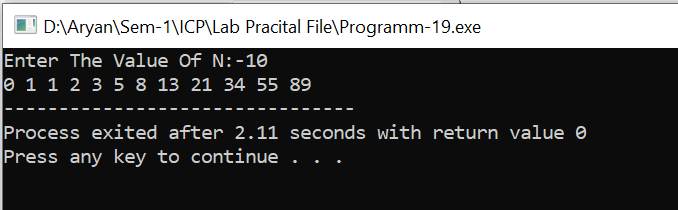 D:\Aryan\Sem-1\ICP\Lab Pracital File\Programm-19.exe
Enter The Value Of N:-10
0 1 1 2 3 5 8 13 21 34 55 89
--------------------------------
Process exited after 2.11 seconds with return value 0
Press any key to continue . . .